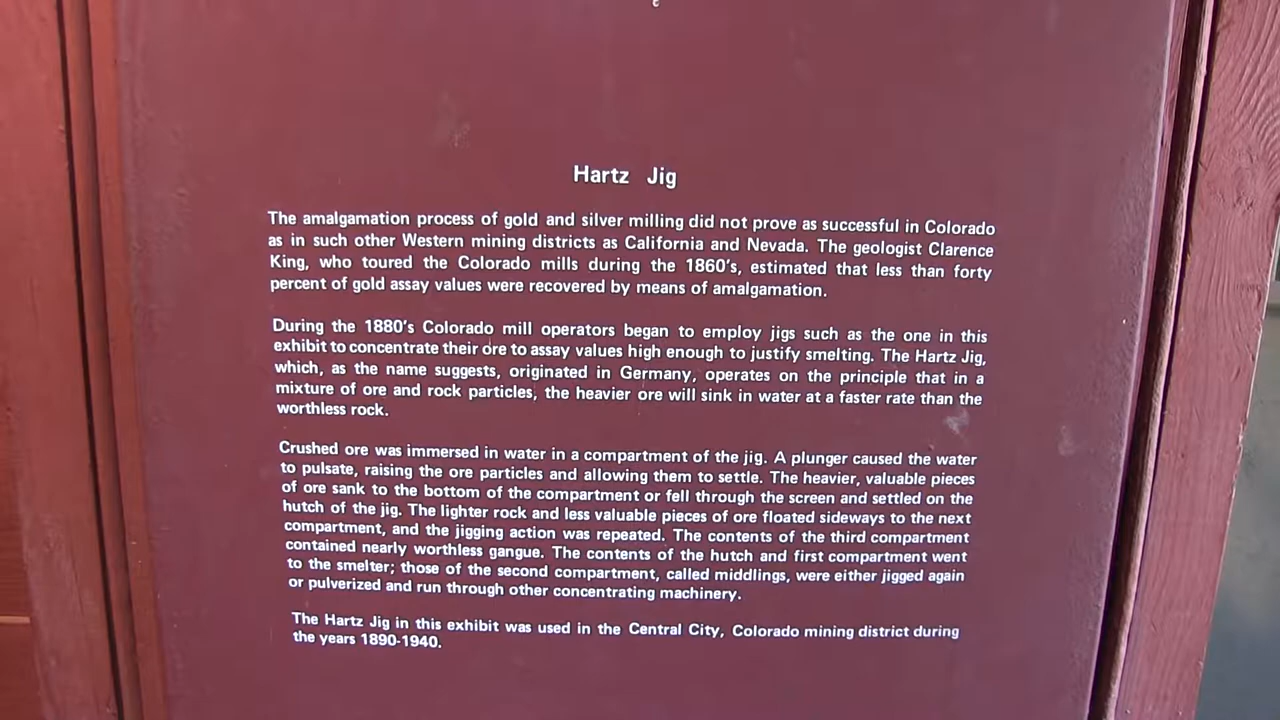 Hartz Jig
The amalgamation process of gold and silver milling did not prove as successful in Colorado
as in such other Western mining districts as California and Nevada. The geologist Clarence
King, who toured the Colorado mills during the 1860's, estimated that less than forty
percent of gold assay values were recovered by means of amalgamation.
During the 1880's Colorado mill operators began to employ jigs such as the one in this
exhibit to concentrate their ore to assay values high enough to justify smelting. The Hartz Jig,
which, as the name suggests, originated in Germany, operates on the principle that in a
mixture of ore and rock particles, the heavier ore will sink in water at a faster rate than the
worthless rock.
Crushed ore was immersed in water in a compartment of the jig. A plunger caused the water
to pulsate, raising the ore particles and allowing them to settle. The heavier, valuable pieces
of ore sank to the bottom of the compartment or fell through the screen and settled on the
hutch of the jig. The lighter rock and less valuable pieces of ore floated sideways to the next
compartment, and the jigging action was repeated. The contents of the third compartment
contained nearly worthless gangue. The contents of the hutch and first compartment went
to the smelter; those of the second compartment, called middlings, were either jigged again
or pulverized and run through other concentrating machinery.
The Hartz Jig in this exhibit was used in the Central City, Colorado mining district during
the years 1890-1940.